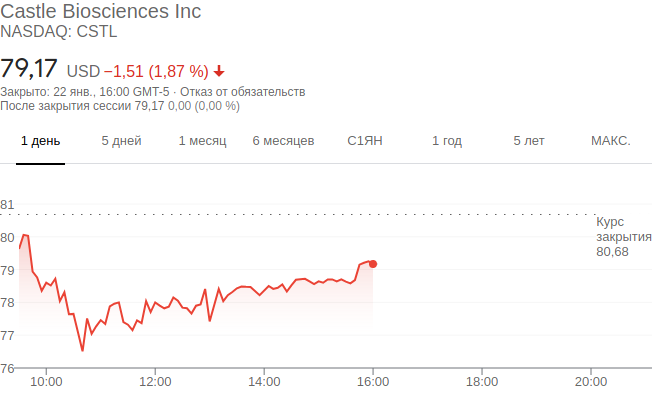 Castle Biosciences Inc
NASDAQ: CSTL
79,17 USD −1,51 (1,87 %)
Закрыто: 22 янв., 16:00 GMT-5 · Отказ от обязательств
После закрытия сессии 79,17 0,00 (0,00 %)
1 день 5 дней 1 месяц 6 месяцев С1ЯН 1 год 5 лет МАКС.
81
Курс
закрытия
80,68
80
79
78
77
76
10:00 12:00 14:00 16:00 18:00 20:00